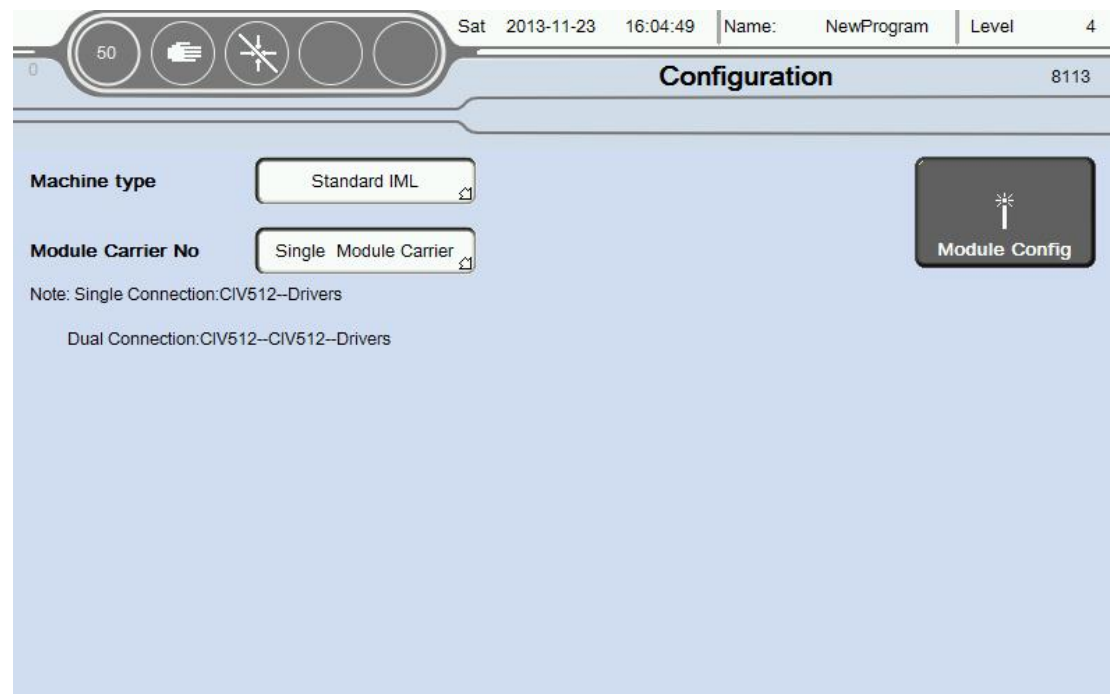 Sat 2013-11-23 16:04:49 Name: NewProgram Level 4
50
0
Configuration 8113
Machine type Standard IML
Module Carrier No Single Module Carrier
Module Config
Note: Single Connection:CIV512--Drivers
Dual Connection:CIV512--CIV512--Drivers